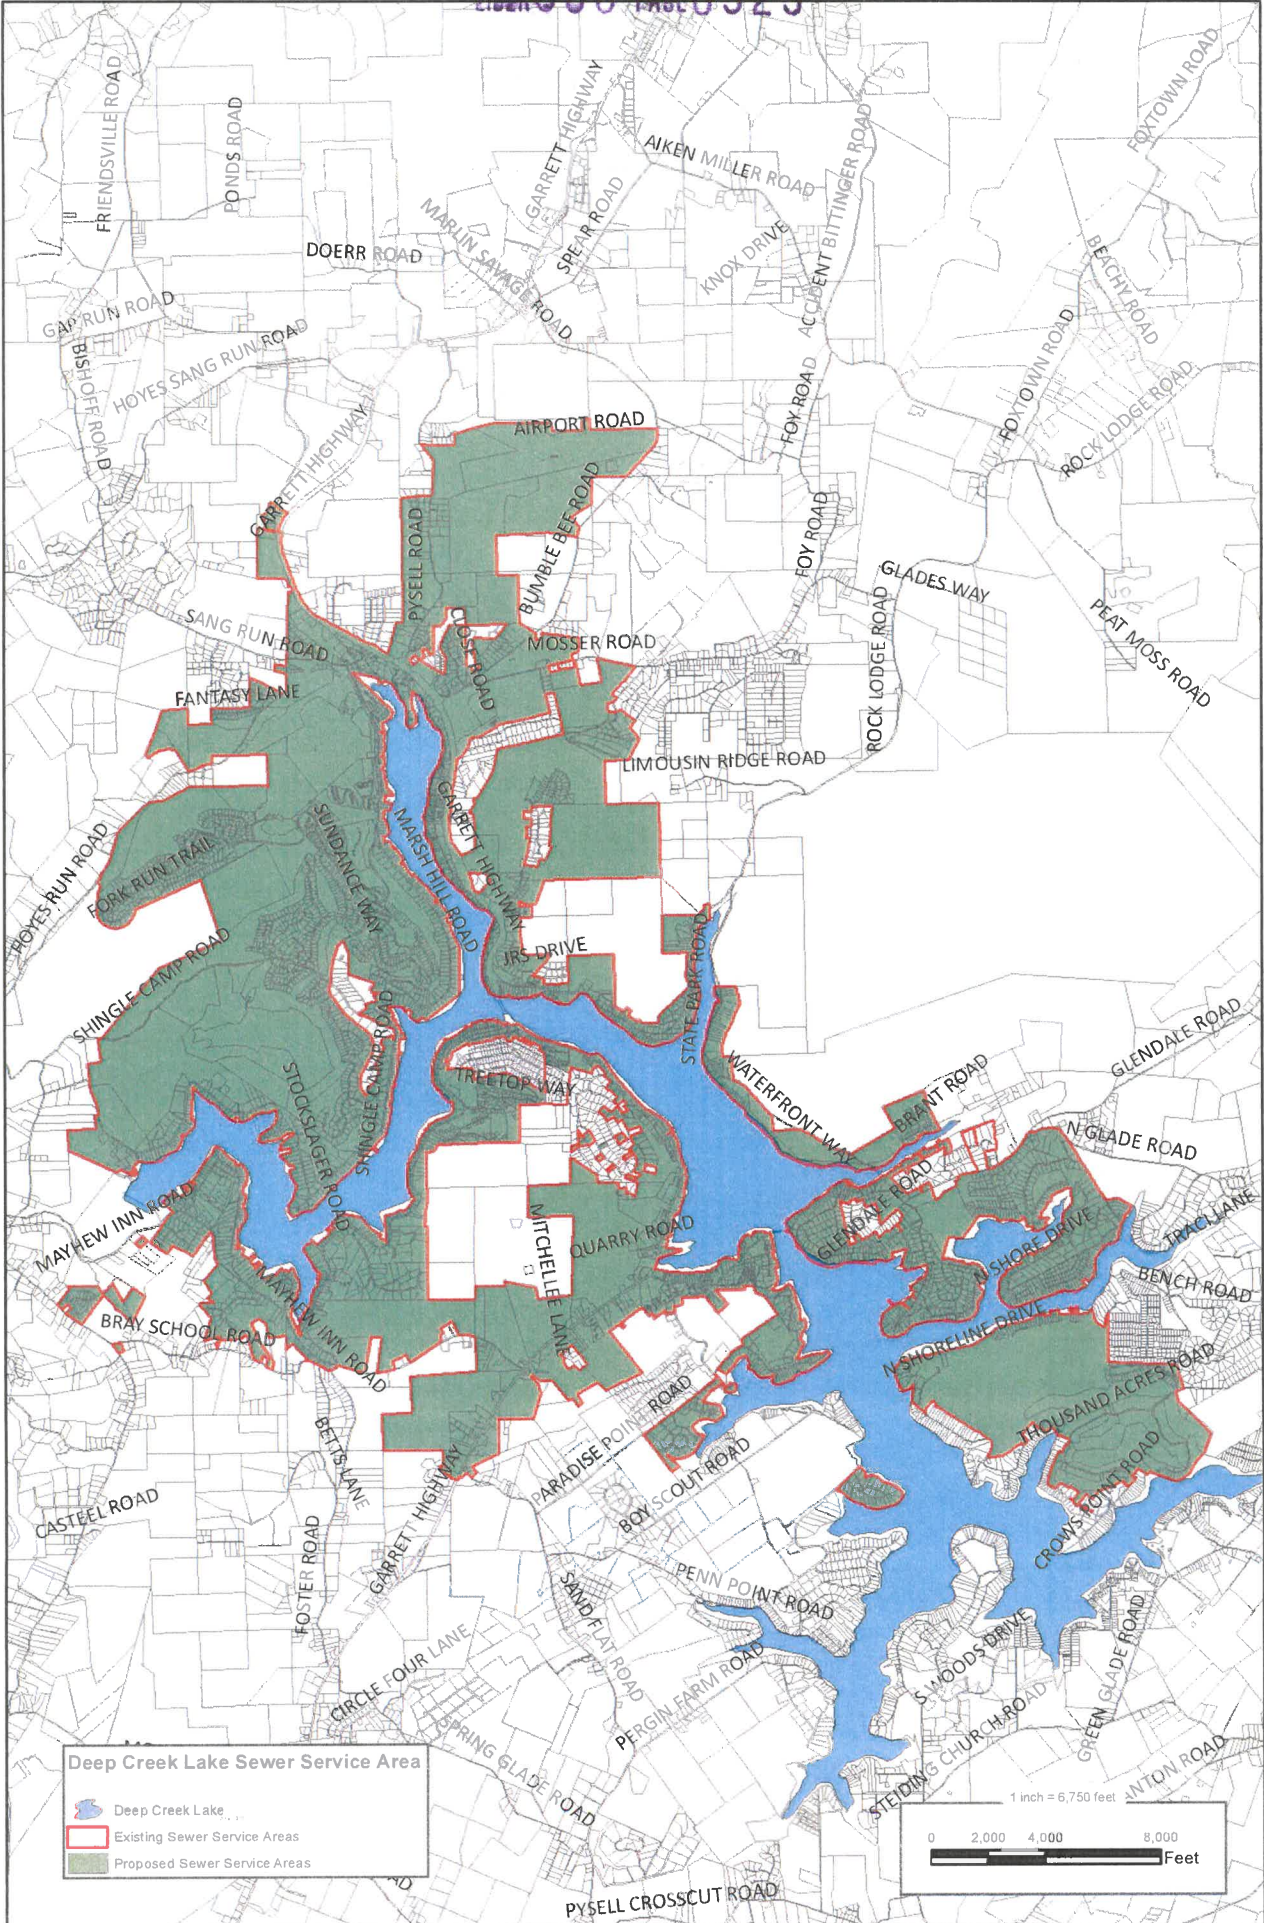 FRIENDSVILLE ROAD
PONDS ROAD
GARRETT HIGHWAY
FOXTOWN ROAD
AIKEN MILLER ROAD
ACCIDENT BITTINGER ROAD
DOERR ROAD
MARLIN SAVAGE ROAD
SPEAR ROAD
KNOX DRIVE
BEACHY ROAD
GAP RUN ROAD
BISHOFF ROAD
HOYES SANG RUN ROAD
FOXTOWN ROAD
FOY ROAD
ROCK LODGE ROAD
GARRETT HIGHWAY
AIRPORT ROAD
BUMBLE BEE ROAD
PYSELL ROAD
FOY ROAD
GLADES WAY
PEAT MOSS ROAD
SANG RUN ROAD
CLOSE ROAD
MOSSER ROAD
ROCK LODGE ROAD
FANTASY LANE
LIMOUSIN RIDGE ROAD
HOYES RUN ROAD
FORK RUN TRAIL
SUNDANCE WAY
MARSH HILL ROAD
GARRETT HIGHWAY
JRS DRIVE
STATE PARK ROAD
SHINGLE CAMP ROAD
STOCKSLAGER ROAD
SHINGLE CAMP ROAD
TREETOP WAY
WATERFRONT WAY
BRANT ROAD
GLENDALE ROAD
N GLADE ROAD
MAYHEW INN ROAD
MITCHELLEE LANE
QUARRY ROAD
GLENDALE ROAD
N SHORE DRIVE
TRACI LANE
BENCH ROAD
BRAY SCHOOL ROAD
MAYHEW INN ROAD
N SHORELINE DRIVE
THOUSAND ACRES ROAD
BETTS LANE
GARRETT HIGHWAY
PARADISE POINT ROAD
BOY SCOUT ROAD
CROWS POINT ROAD
CASTEEL ROAD
FOSTER ROAD
SAND FLAT ROAD
PENN POINT ROAD
CIRCLE FOUR LANE
PERGIN FARM ROAD
S WOODS DRIVE
GREEN GLADE ROAD
SPRING GLADE ROAD
STEIDING CHURCH ROAD
PYSELL CROSSCUT ROAD
Deep Creek Lake Sewer Service Area
Deep Creek Lake
Existing Sewer Service Areas
Proposed Sewer Service Areas
1 inch = 6,750 feet
0 2,000 4,000 8,000
Feet